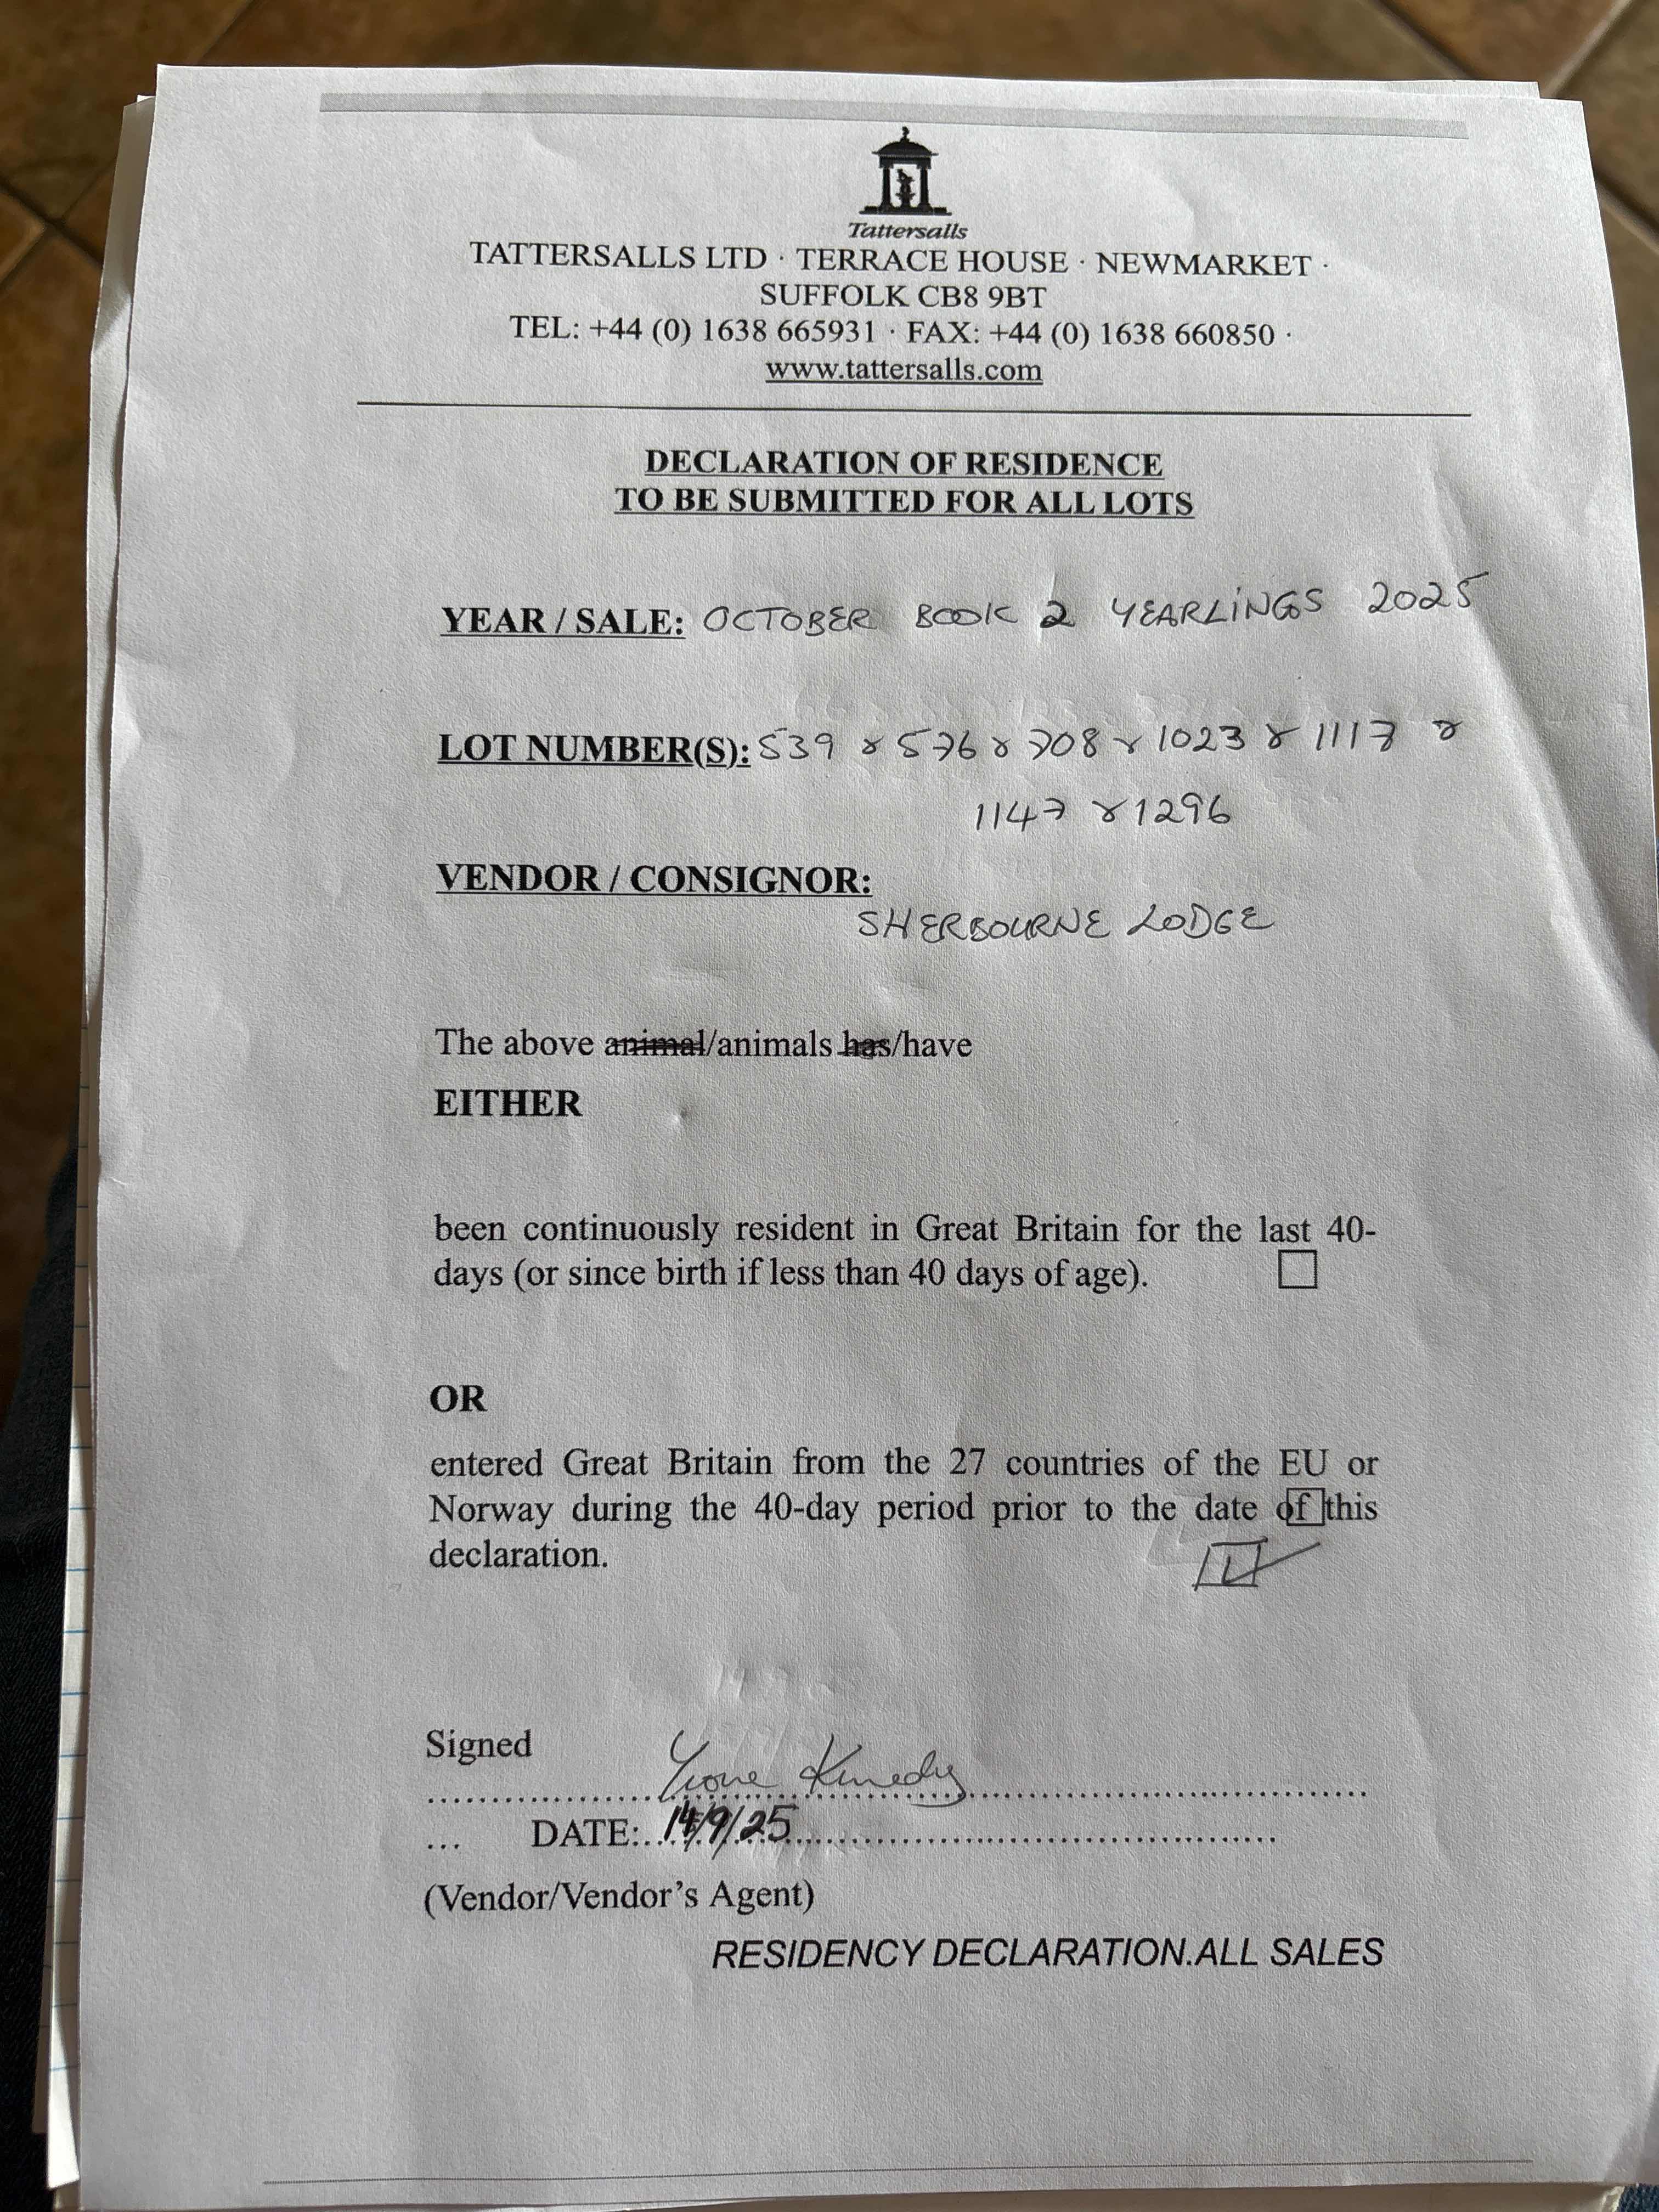 Tattersalls
TATTERSALLS LTD · TERRACE HOUSE · NEWMARKET ·
SUFFOLK CB8 9BT
TEL: +44 (0) 1638 665931 · FAX: +44 (0) 1638 660850 ·
www.tattersalls.com
DECLARATION OF RESIDENCE
TO BE SUBMITTED FOR ALL LOTS
YEAR / SALE: OCTOBER BOOK 2 YEARLINGS 2025
LOT NUMBER(S): 539 & 576 & 708 & 1023 & 1117 &
1147 & 1296
VENDOR / CONSIGNOR:
SHERBOURNE LODGE
The above animal/animals has/have
EITHER
been continuously resident in Great Britain for the last 40-
days (or since birth if less than 40 days of age).
OR
entered Great Britain from the 27 countries of the EU or
Norway during the 40-day period prior to the date of this
declaration.
Signed
Yvonne Kennedy
... DATE: 14/9/25
(Vendor/Vendor's Agent)
RESIDENCY DECLARATION.ALL SALES